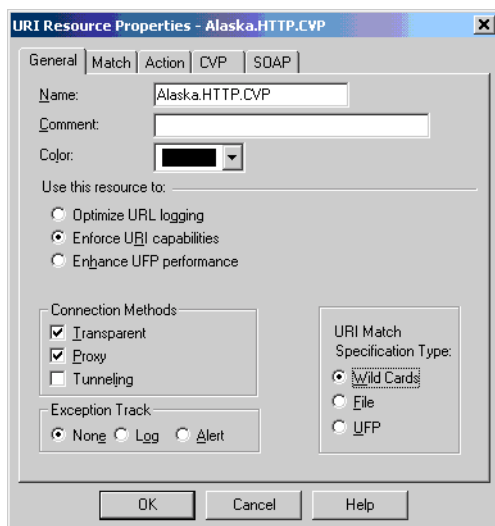 URI Resource Properties - Alaska.HTTP.CVP
General Match Action CVP SOAP
Name: Alaska.HTTP.CVP
Comment:
Color:
Use this resource to:
Optimize URL logging
Enforce URI capabilities
Enhance UFP performance
Connection Methods
Transparent
Proxy
Tunneling
Exception Track
None Log Alert
URI Match
Specification Type:
Wild Cards
File
UFP
OK Cancel Help